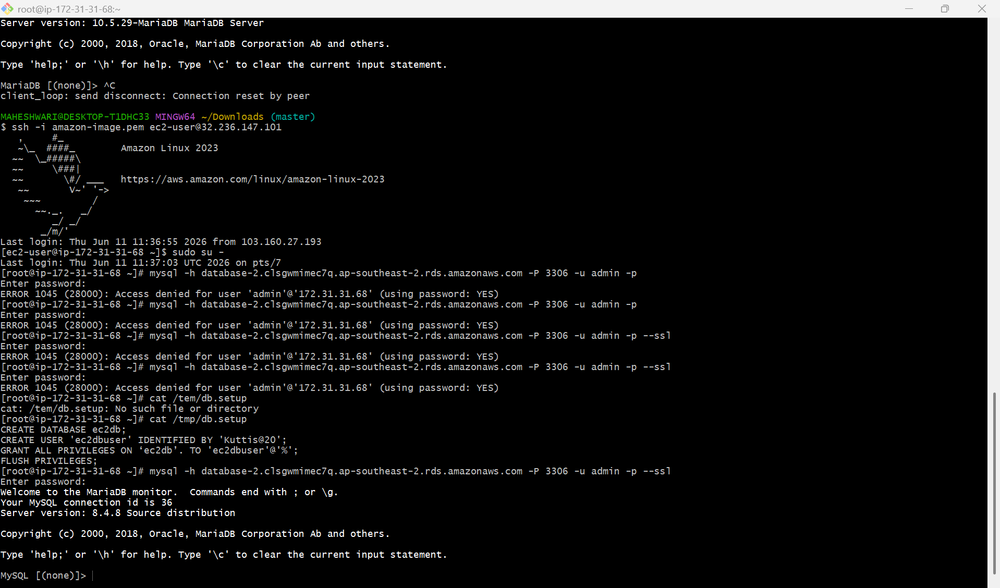 root@ip-172-31-31-68:~
Server version: 10.5.29-MariaDB MariaDB Server
Copyright (c) 2000, 2018, Oracle, MariaDB Corporation Ab and others.
Type 'help;' or '\h' for help. Type '\c' to clear the current input statement.
MariaDB [(none)]> ^C
client_loop: send disconnect: Connection reset by peer
MAHESHWARI@DESKTOP-T1DHC33 MINGW64 ~/Downloads (master)
$ ssh -i amazon-image.pem ec2-user@32.236.147.101
   ,     #_
   ~\_  ####_        Amazon Linux 2023
  ~~  \_#####\
  ~~     \###|
  ~~       \#/ ___   https://aws.amazon.com/linux/amazon-linux-2023
   ~~       V~' '->
    ~~~         /
      ~~._.   _/
         _/ _/
       _/m/'
Last login: Thu Jun 11 11:36:55 2026 from 103.160.27.193
[ec2-user@ip-172-31-31-68 ~]$ sudo su -
Last login: Thu Jun 11 11:37:03 UTC 2026 on pts/7
[root@ip-172-31-31-68 ~]# mysql -h database-2.clsgwmimec7q.ap-southeast-2.rds.amazonaws.com -P 3306 -u admin -p
Enter password:
ERROR 1045 (28000): Access denied for user 'admin'@'172.31.31.68' (using password: YES)
[root@ip-172-31-31-68 ~]# mysql -h database-2.clsgwmimec7q.ap-southeast-2.rds.amazonaws.com -P 3306 -u admin -p
Enter password:
ERROR 1045 (28000): Access denied for user 'admin'@'172.31.31.68' (using password: YES)
[root@ip-172-31-31-68 ~]# mysql -h database-2.clsgwmimec7q.ap-southeast-2.rds.amazonaws.com -P 3306 -u admin -p --ssl
Enter password:
ERROR 1045 (28000): Access denied for user 'admin'@'172.31.31.68' (using password: YES)
[root@ip-172-31-31-68 ~]# mysql -h database-2.clsgwmimec7q.ap-southeast-2.rds.amazonaws.com -P 3306 -u admin -p --ssl
Enter password:
ERROR 1045 (28000): Access denied for user 'admin'@'172.31.31.68' (using password: YES)
[root@ip-172-31-31-68 ~]# cat /tem/db.setup
cat: /tem/db.setup: No such file or directory
[root@ip-172-31-31-68 ~]# cat /tmp/db.setup
CREATE DATABASE ec2db;
CREATE USER 'ec2dbuser' IDENTIFIED BY 'Kuttis@20';
GRANT ALL PRIVILEGES ON ‘ec2db’. TO 'ec2dbuser'@'%';
FLUSH PRIVILEGES;
[root@ip-172-31-31-68 ~]# mysql -h database-2.clsgwmimec7q.ap-southeast-2.rds.amazonaws.com -P 3306 -u admin -p --ssl
Enter password:
Welcome to the MariaDB monitor.  Commands end with ; or \g.
Your MySQL connection id is 36
Server version: 8.4.8 Source distribution
Copyright (c) 2000, 2018, Oracle, MariaDB Corporation Ab and others.
Type 'help;' or '\h' for help. Type '\c' to clear the current input statement.
MySQL [(none)]>